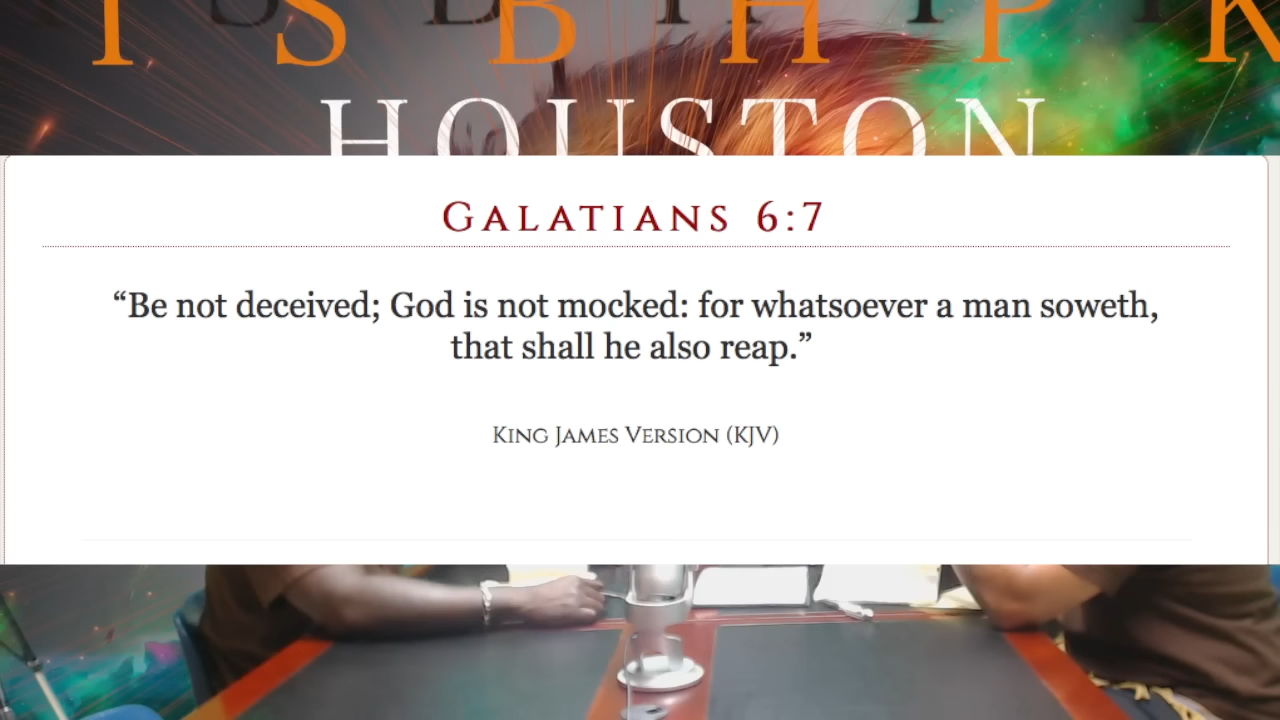 I S B H P K
HOUSTON
GALATIANS 6:7
“Be not deceived; God is not mocked: for whatsoever a man soweth,
that shall he also reap.”
KING JAMES VERSION (KJV)